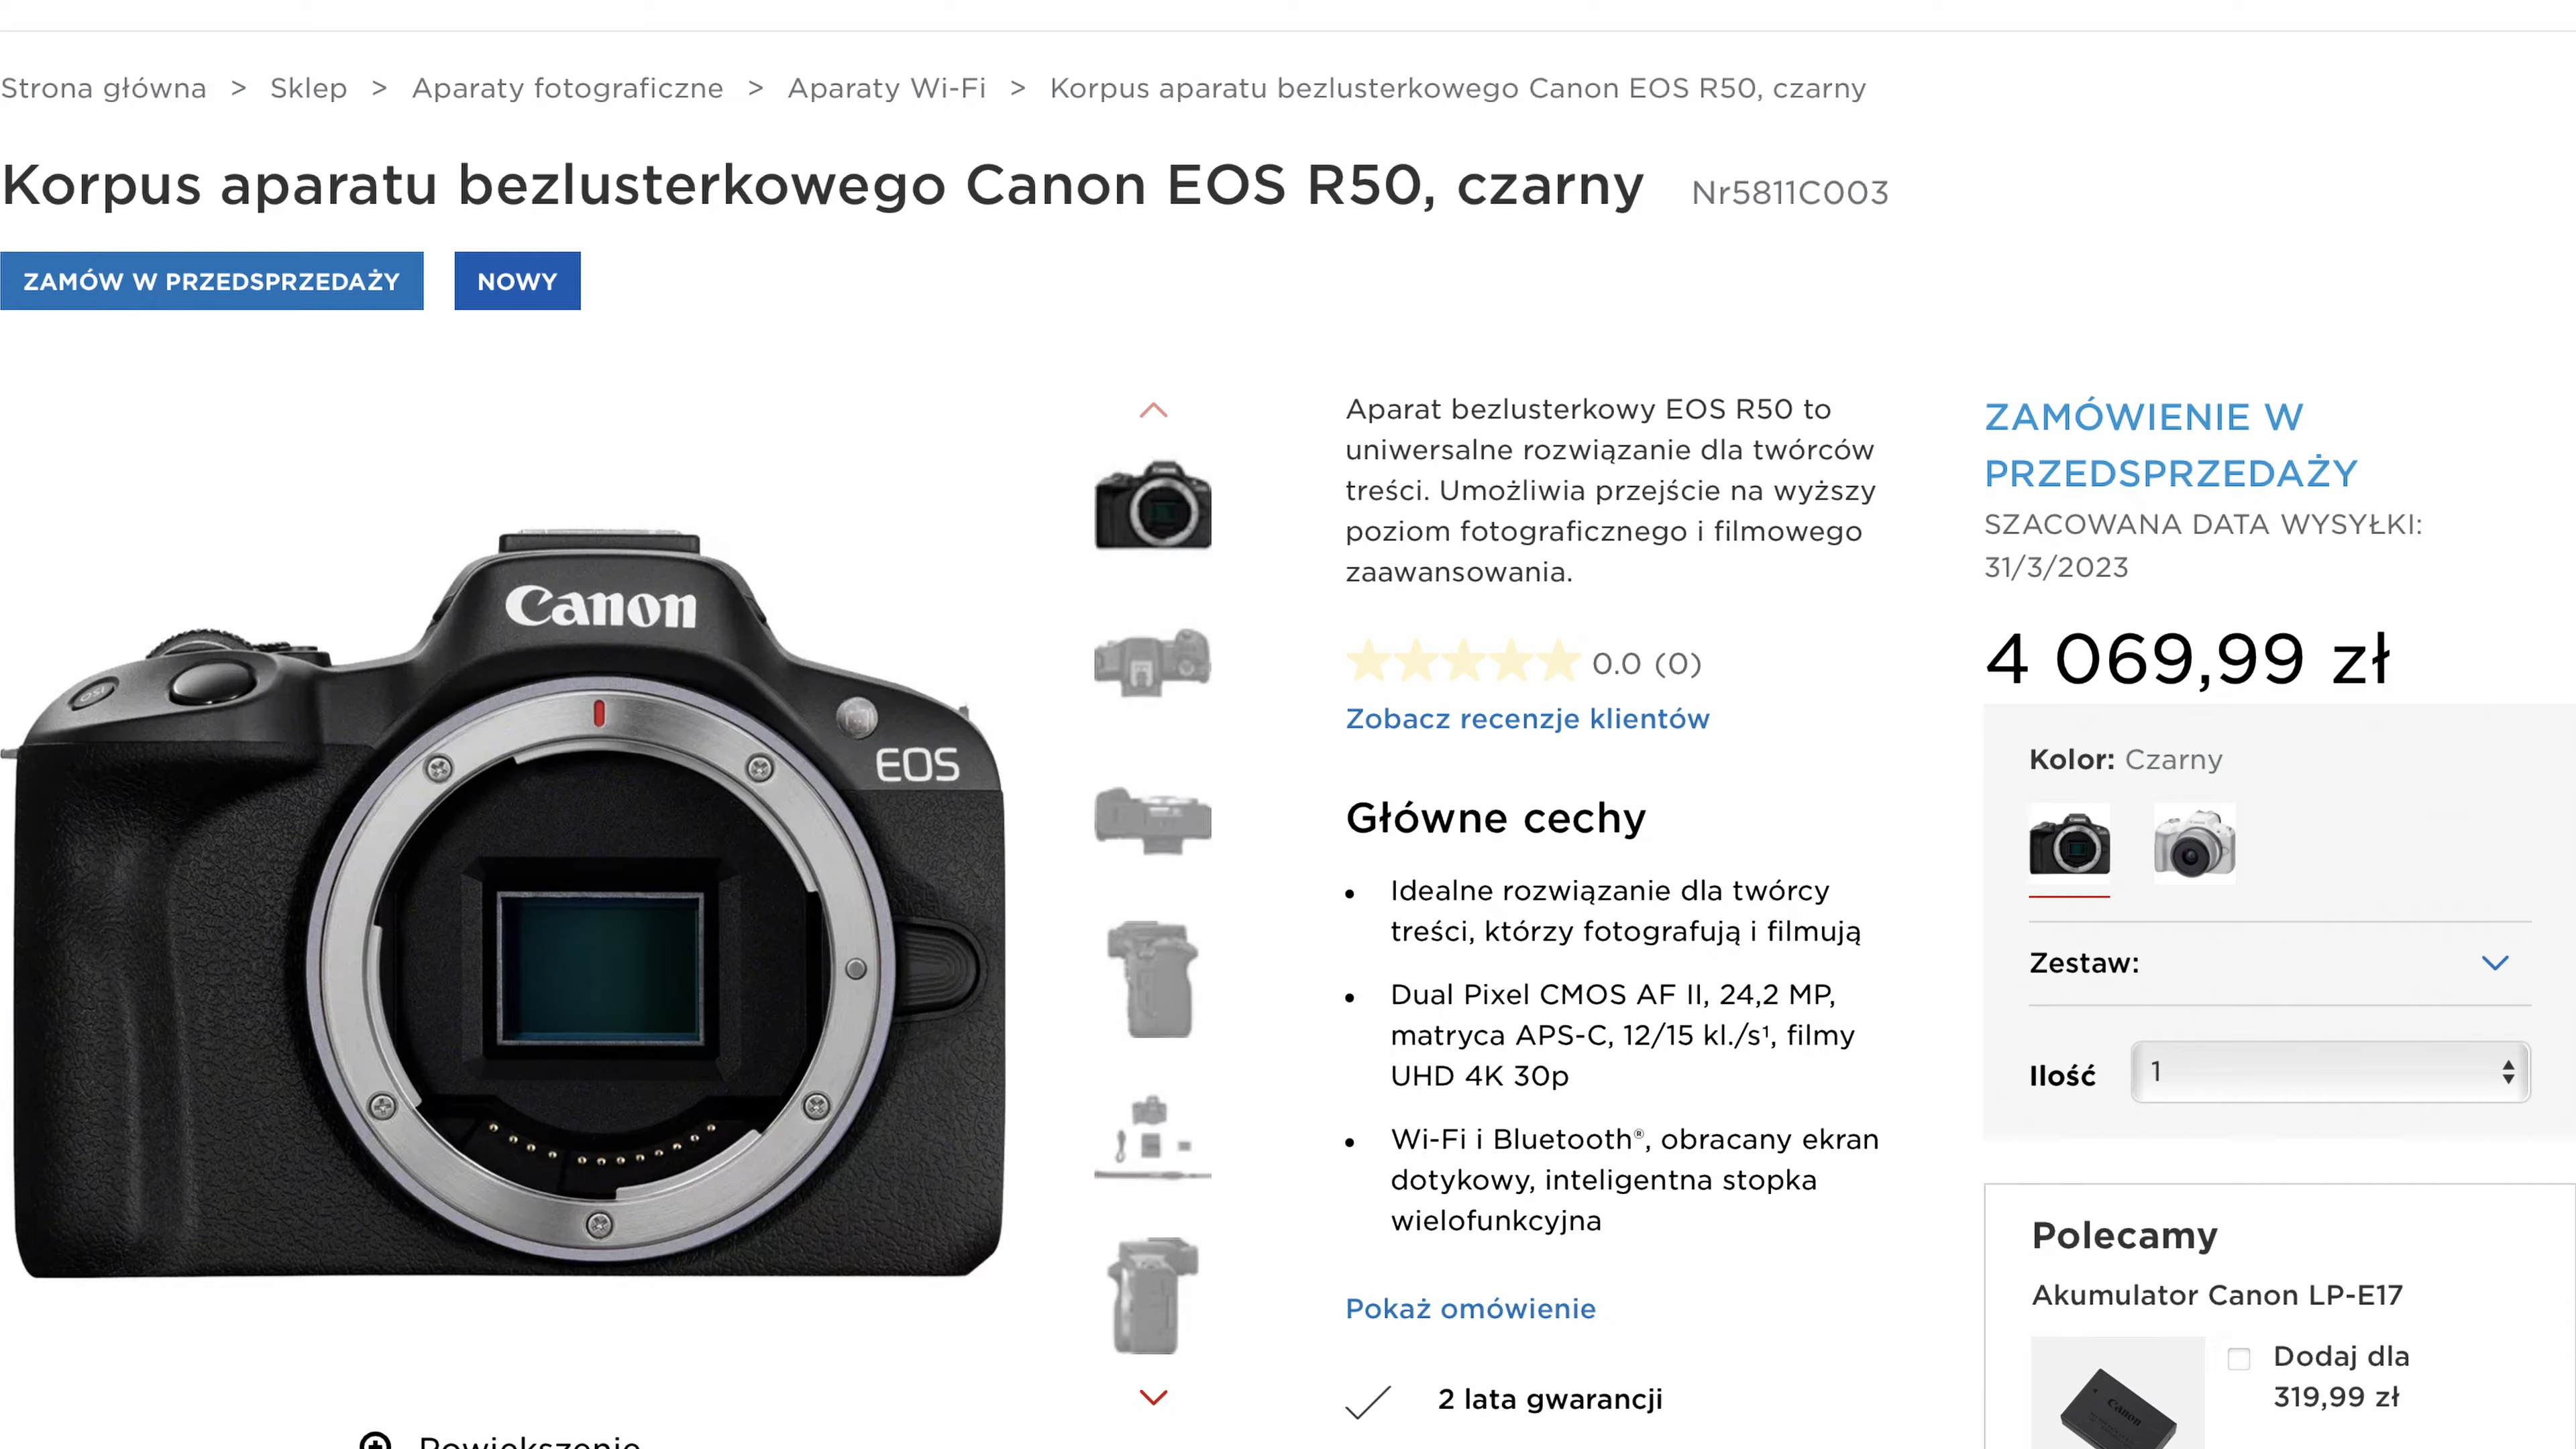 Strona główna > Sklep > Aparaty fotograficzne > Aparaty Wi-Fi > Korpus aparatu bezlusterkowego Canon EOS R50, czarny
Korpus aparatu bezlusterkowego Canon EOS R50, czarny Nr5811C003
ZAMÓW W PRZEDSPRZEDAŻY NOWY
Canon
EOS
Aparat bezlusterkowy EOS R50 to
uniwersalne rozwiązanie dla twórców
treści. Umożliwia przejście na wyższy
poziom fotograficznego i filmowego
zaawansowania.
0.0 (0)
Zobacz recenzje klientów
Główne cechy
• Idealne rozwiązanie dla twórcy
treści, którzy fotografują i filmują
• Dual Pixel CMOS AF II, 24,2 MP,
matryca APS-C, 12/15 kl./s¹, filmy
UHD 4K 30p
• Wi-Fi i Bluetooth®, obracany ekran
dotykowy, inteligentna stopka
wielofunkcyjna
Pokaż omówienie
2 lata gwarancji
Powiększenie
ZAMÓWIENIE W
PRZEDSPRZEDAŻY
SZACOWANA DATA WYSYŁKI:
31/3/2023
4 069,99 zł
Kolor: Czarny
Zestaw:
Ilość 1
Polecamy
Akumulator Canon LP-E17
Dodaj dla
319,99 zł
Canon